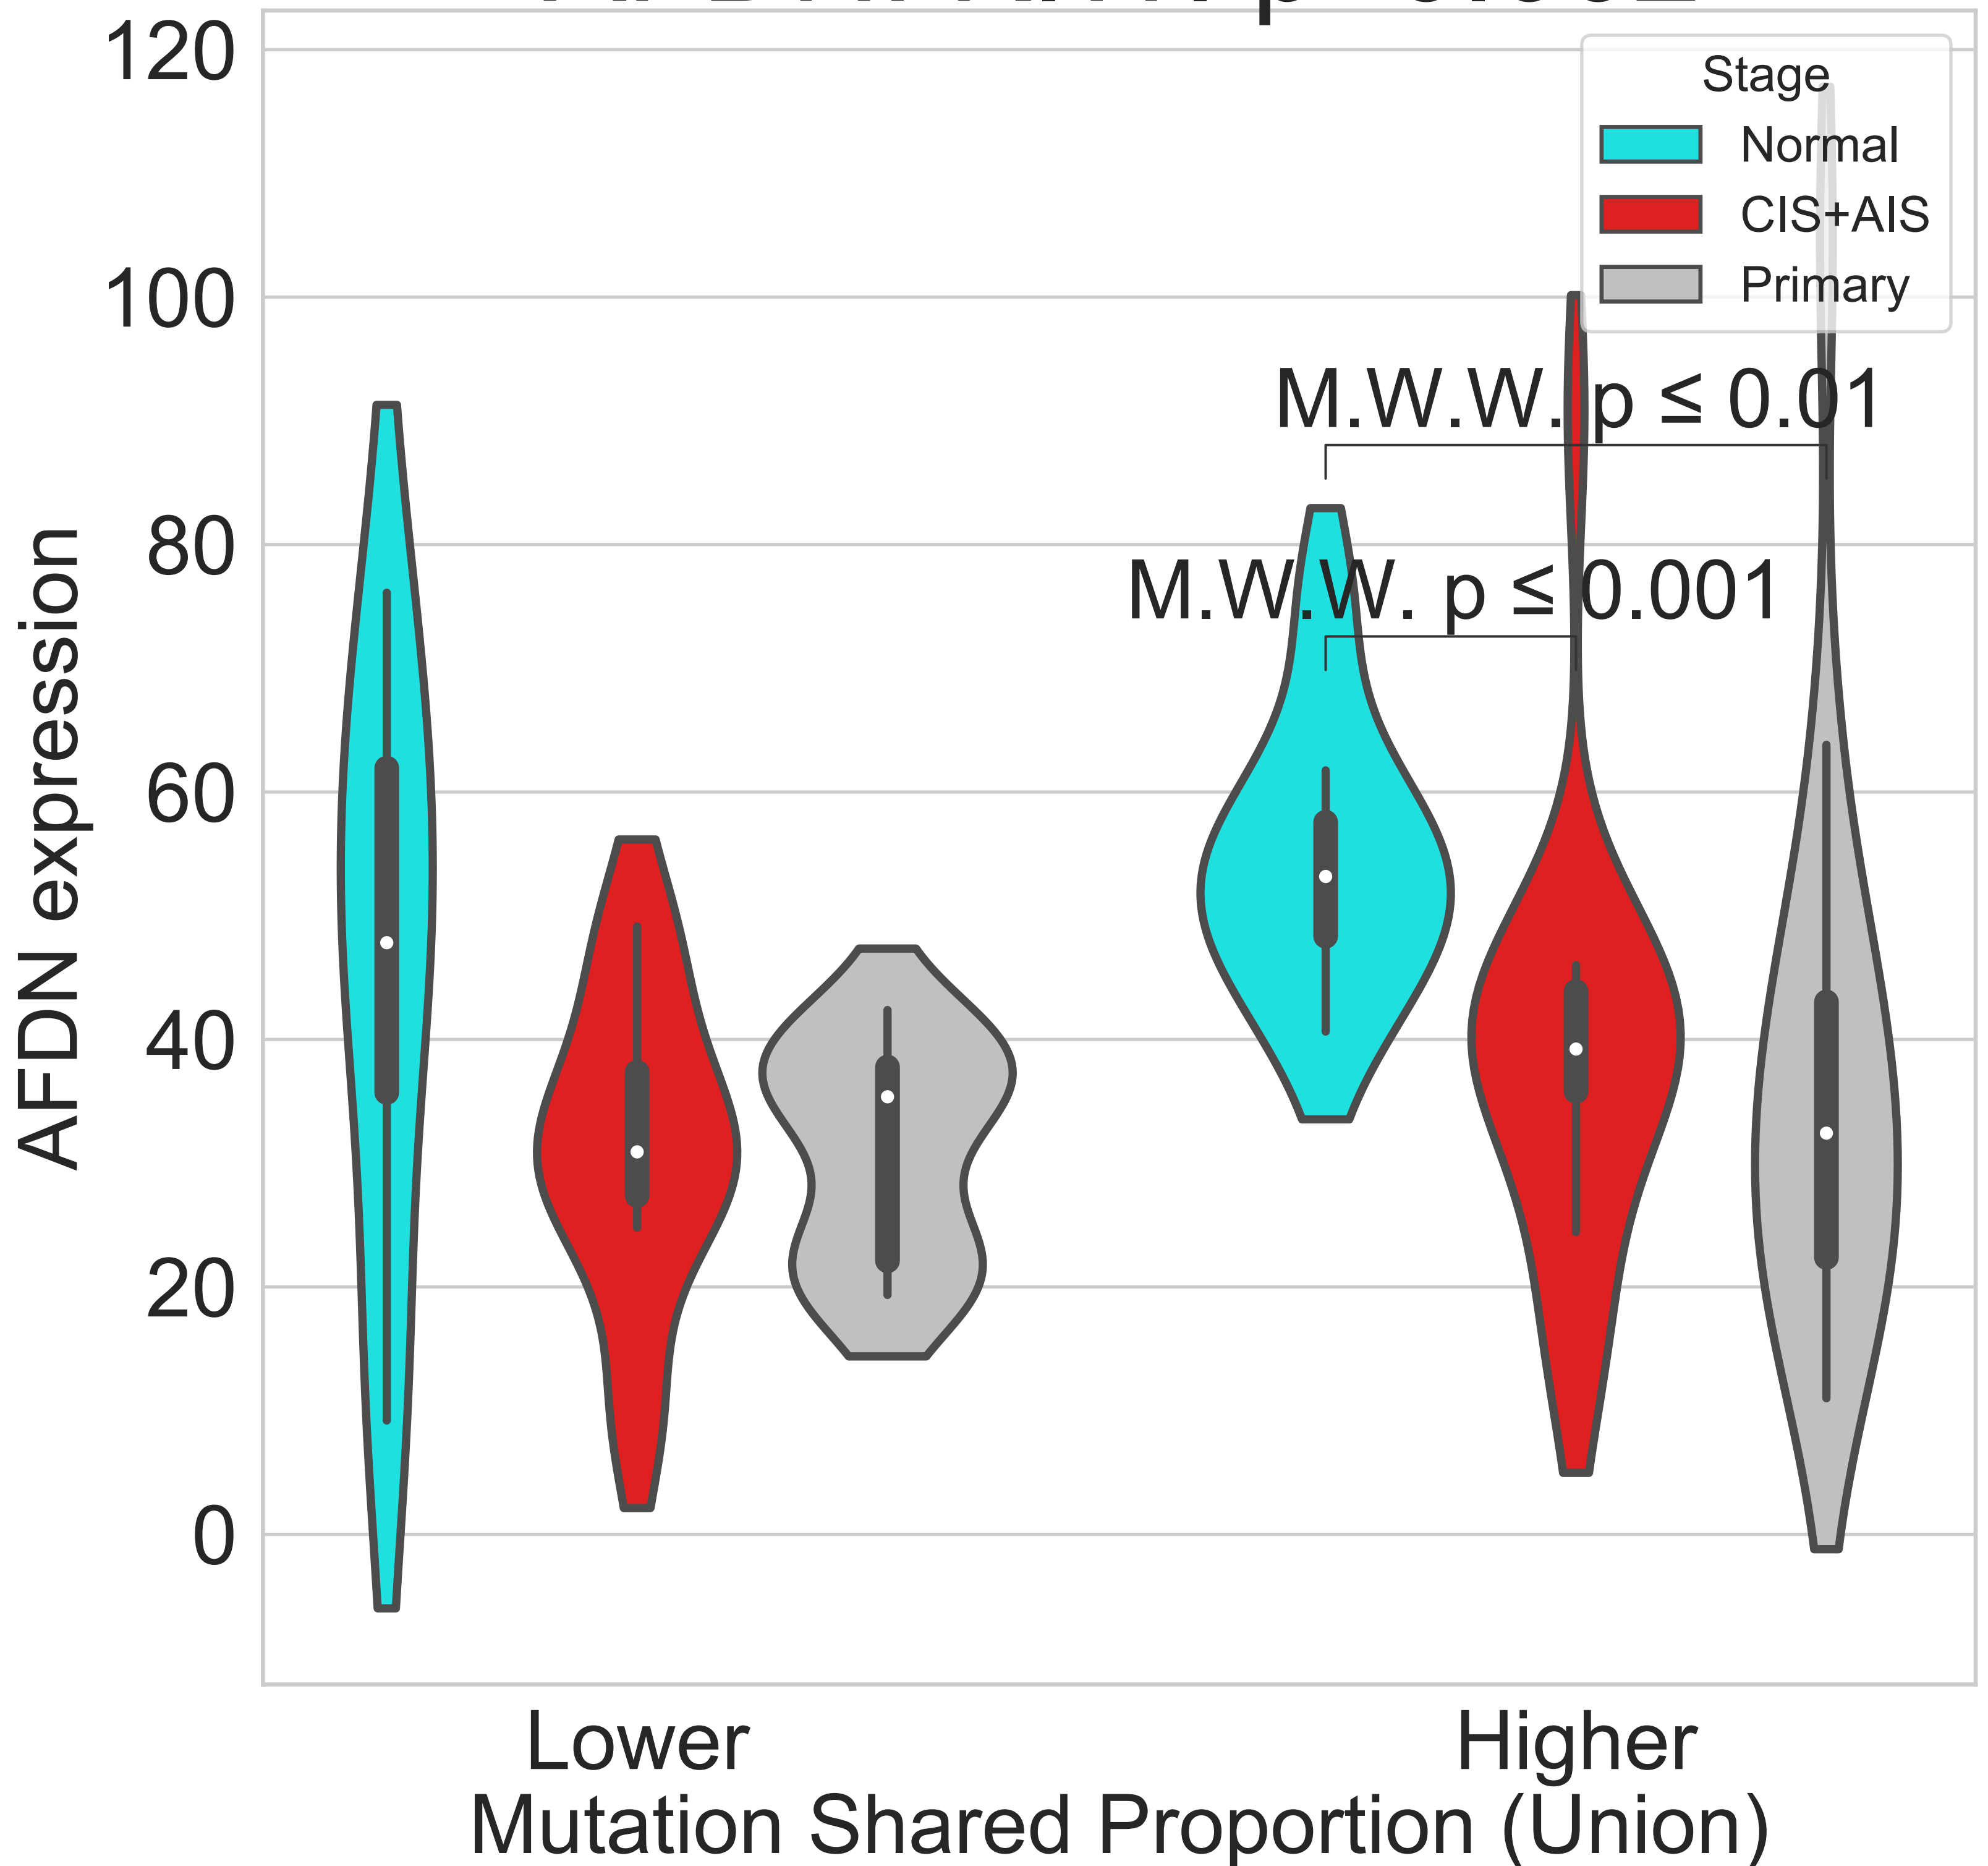 120
100
80
60
40
20
0
AFDN expression
Stage
Normal
CIS+AIS
Primary
M.W.W. p ≤ 0.01
M.W.W. p ≤ 0.001
Lower
Higher
Mutation Shared Proportion (Union)